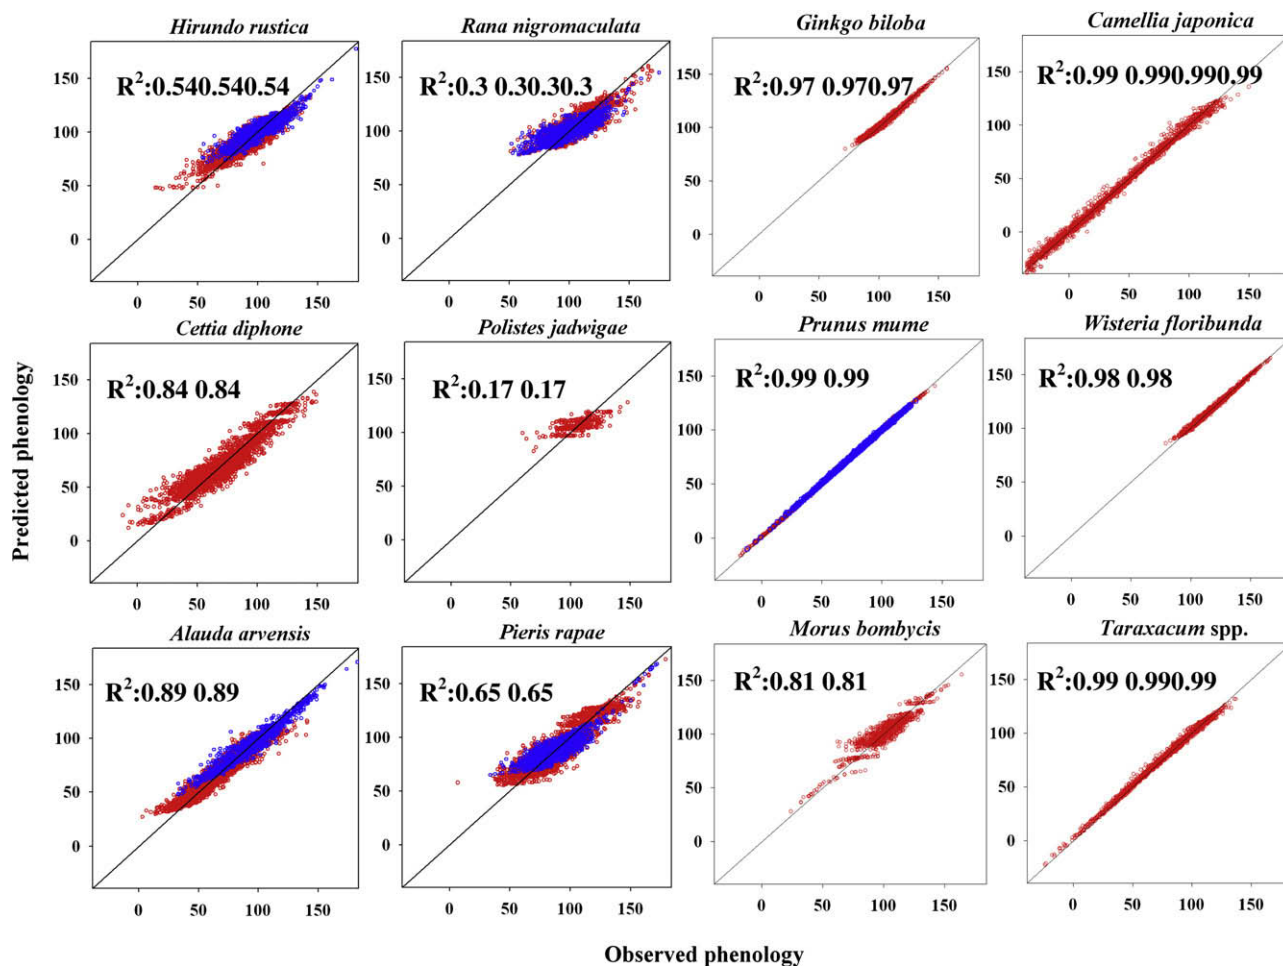 Hirundo rustica Rana nigromaculata Ginkgo biloba Camellia japonica
150 150 150 150
R²:0.540.540.54 R²:0.3 0.30.30.3 R²:0.97 0.970.97 R²:0.99 0.990.990.99
100 100 100 100
50 50 50 50
0 0 0 0
0 50 100 150 0 50 100 150 0 50 100 150 0 50 100 150
Cettia diphone Polistes jadwigae Prunus mume Wisteria floribunda
150 150 150 150
R²:0.84 0.84 R²:0.17 0.17 R²:0.99 0.99 R²:0.98 0.98
100 100 100 100
50 50 50 50
0 0 0 0
0 50 100 150 0 50 100 150 0 50 100 150 0 50 100 150
Predicted phenology
Alauda arvensis Pieris rapae Morus bombycis Taraxacum spp.
150 150 150 150
R²:0.89 0.89 R²:0.65 0.65 R²:0.81 0.81 R²:0.99 0.990.99
100 100 100 100
50 50 50 50
0 0 0 0
0 50 100 150 0 50 100 150 0 50 100 150 0 50 100 150
Observed phenology